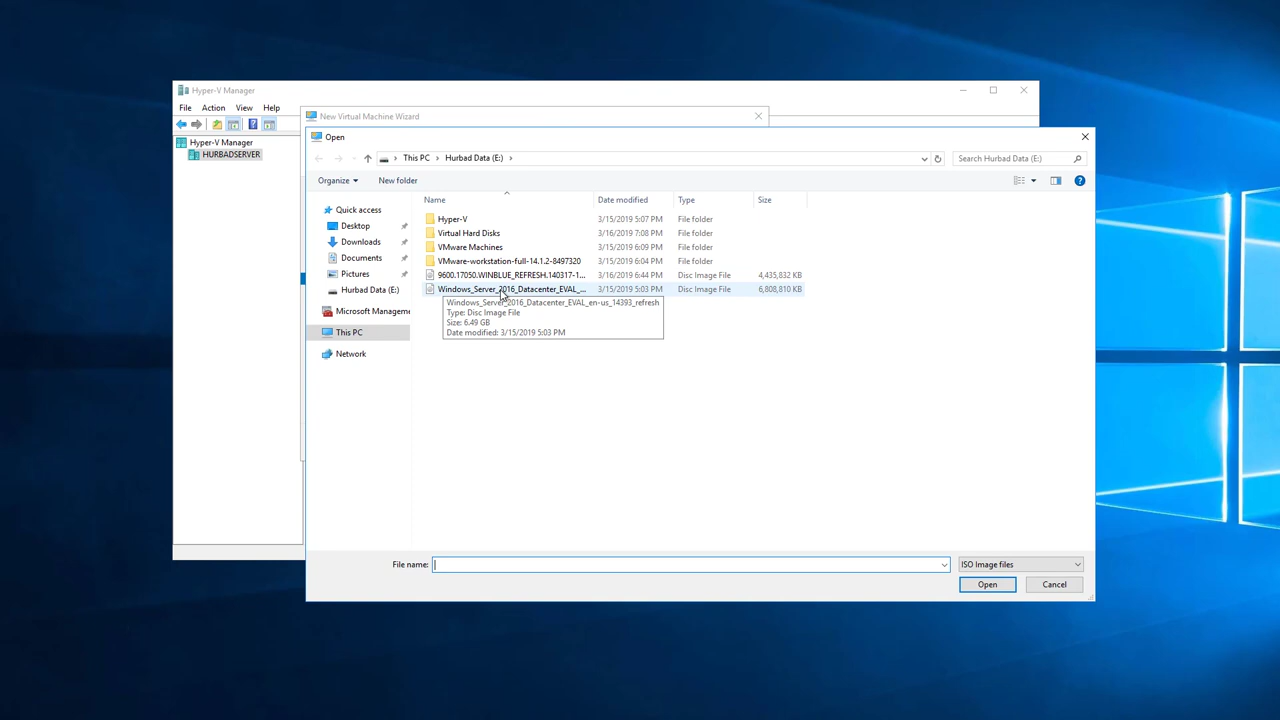 Hyper-V Manager
File Action View Help
Hyper-V Manager
HURBADSERVER
New Virtual Machine Wizard
Open
This PC Hurbad Data (E:)
Search Hurbad Data (E:)
Organize New folder
Name Date modified Type Size
Quick access
Desktop
Downloads
Documents
Pictures
Hurbad Data (E:)
Microsoft Manageme
This PC
Network
Hyper-V 3/15/2019 5:07 PM File folder
Virtual Hard Disks 3/16/2019 7:08 PM File folder
VMware Machines 3/15/2019 6:09 PM File folder
VMware-workstation-full-14.1.2-8497320 3/15/2019 6:04 PM File folder
9600.17050.WINBLUE_REFRESH.140317-1... 3/16/2019 6:44 PM Disc Image File 4,435,832 KB
Windows_Server_2016_Datacenter_EVAL_... 3/15/2019 5:03 PM Disc Image File 6,808,810 KB
Windows_Server_2016_Datacenter_EVAL_en-us_14393_refresh
Type: Disc Image File
Size: 6.49 GB
Date modified: 3/15/2019 5:03 PM
File name: ISO Image files
Open Cancel